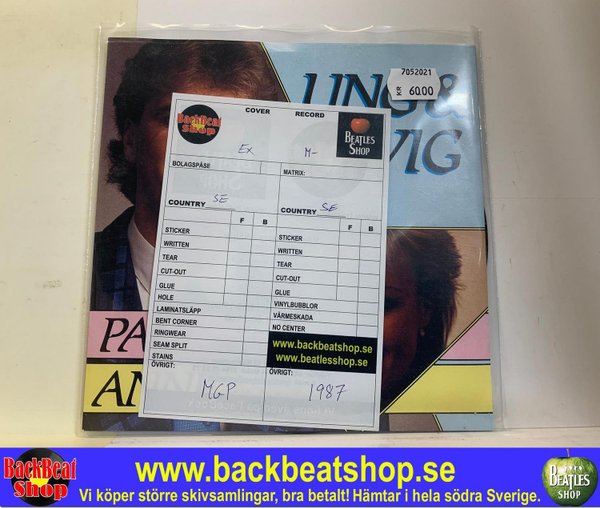 7052021
KR 60.00
UNG &
VIG
PA
AN
BackBeat
Shop
COVER RECORD
BEATLES
SHOP
EX M-
BOLAGSPÅSE MATRIX:
COUNTRY SE COUNTRY SE
F B F B
STICKER STICKER
WRITTEN WRITTEN
TEAR TEAR
CUT-OUT CUT-OUT
GLUE GLUE
HOLE VINYLBUBBLOR
LAMINATSLÄPP VÄRMESKADA
BENT CORNER NO CENTER
RINGWEAR
SEAM SPLIT
STAINS
www.backbeatshop.se
www.beatlesshop.se
ÖVRIGT: ÖVRIGT:
MGP 1987
BackBeat
Shop
www.backbeatshop.se
Vi köper större skivsamlingar, bra betalt! Hämtar i hela södra Sverige.
BEATLES
SHOP